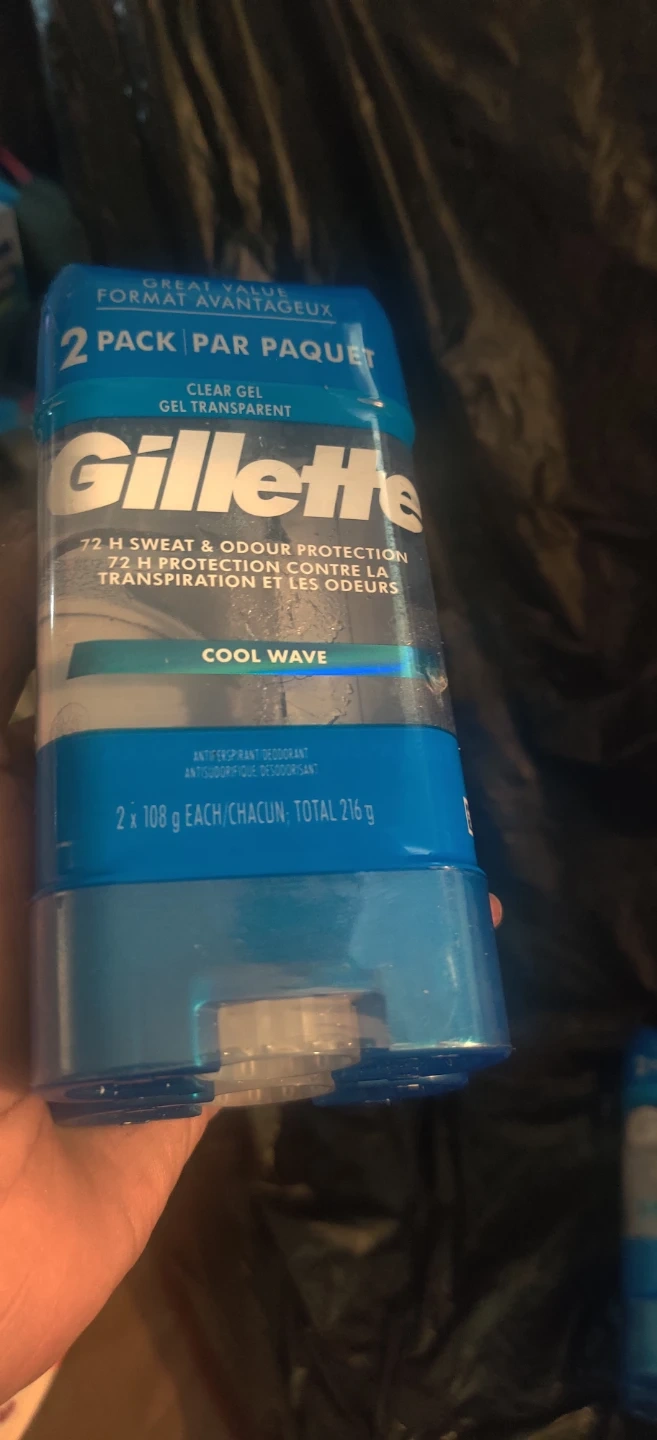 GREAT VALUE
FORMAT AVANTAGEUX
2 PACK | PAR PAQUET
CLEAR GEL
GEL TRANSPARENT
Gillette
72 H SWEAT & ODOUR PROTECTION
72 H PROTECTION CONTRE LA
TRANSPIRATION ET LES ODEURS
COOL WAVE
ANTIPERSPIRANT/DEODORANT
ANTISUDORIFIQUE/DÉSODORISANT
2 x 108 g EACH/CHACUN; TOTAL 216 g